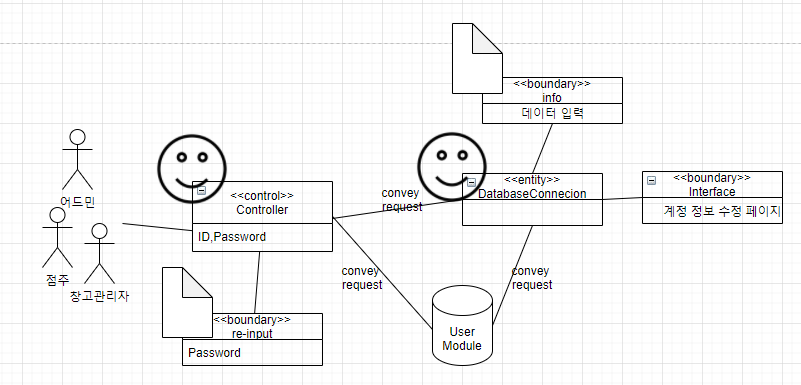 <<boundary>>
info
데이터 입력
어드민
점주
창고관리자
<<control>>
Controller
ID,Password
convey
request
<<entity>>
DatabaseConnecion
<<boundary>>
Interface
계정 정보 수정 페이지
convey
request
convey
request
<<boundary>>
re-input
Password
User
Module